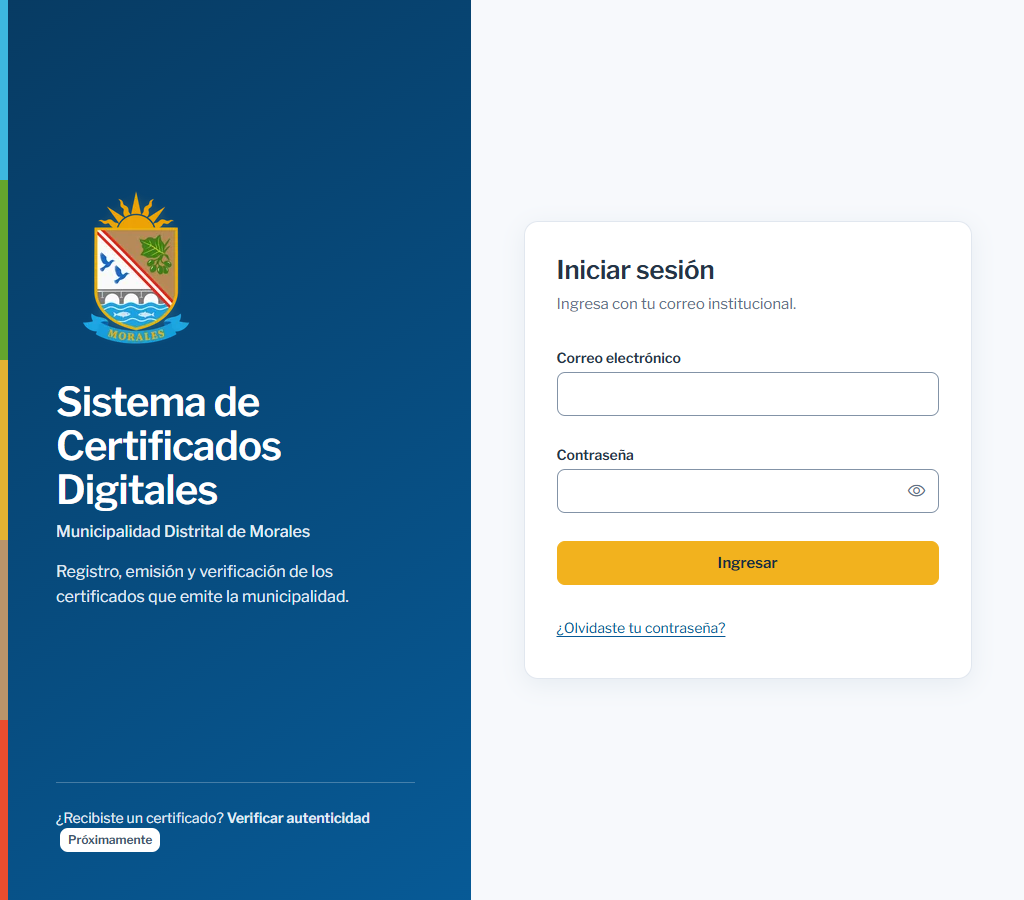 MORALES
Sistema de
Certificados
Digitales
Municipalidad Distrital de Morales
Registro, emisión y verificación de los
certificados que emite la municipalidad.
¿Recibiste un certificado? Verificar autenticidad
Próximamente
Iniciar sesión
Ingresa con tu correo institucional.
Correo electrónico
Contraseña
Ingresar
¿Olvidaste tu contraseña?